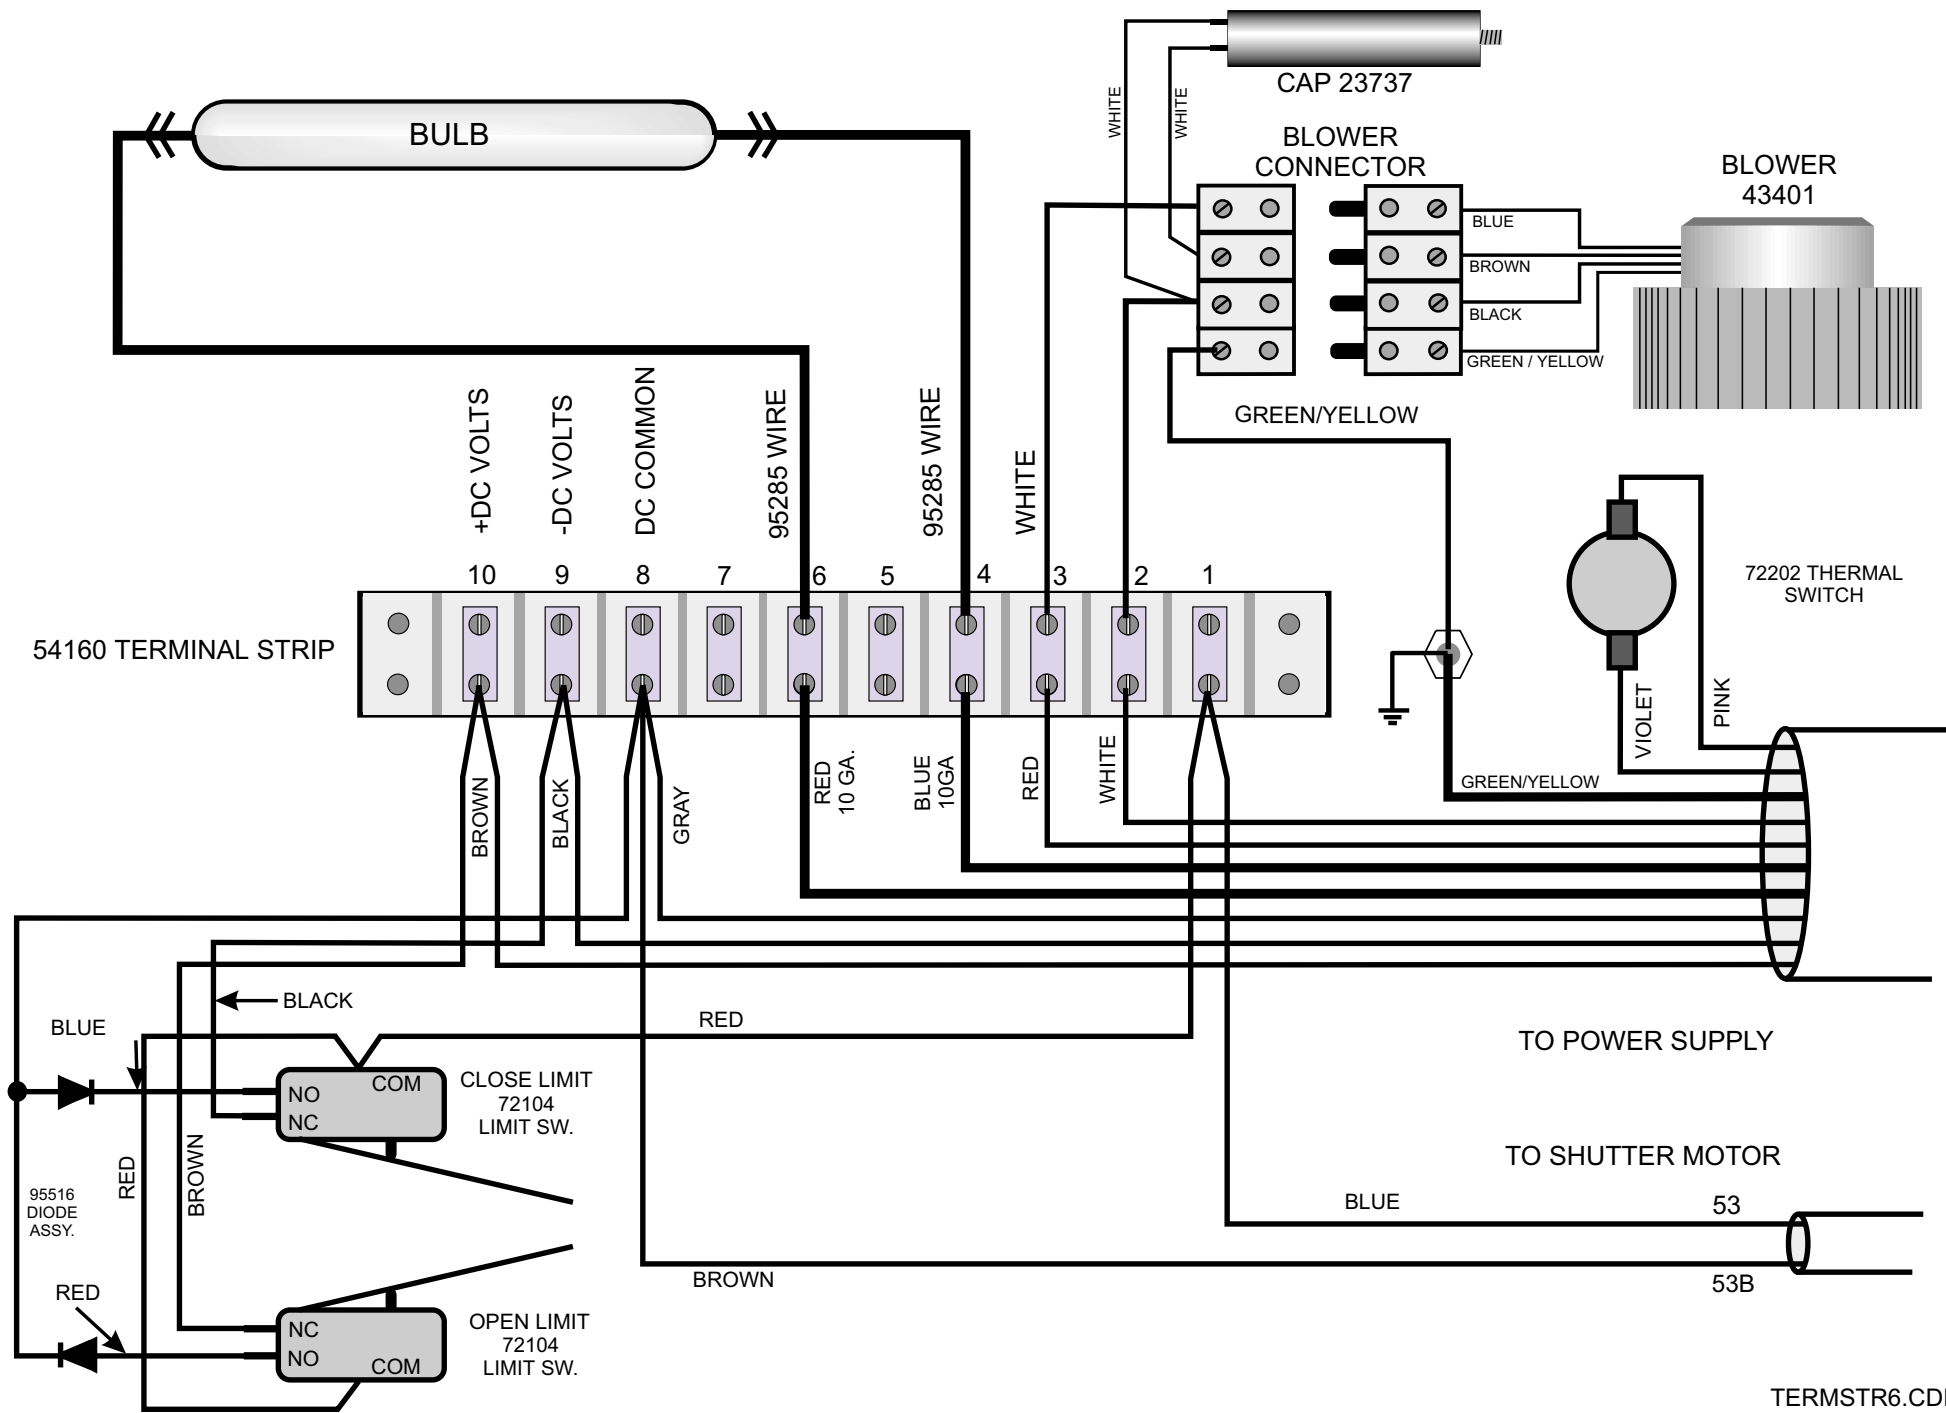 CAP 23737
WHITE
WHITE
BULB
BLOWER
CONNECTOR
BLOWER
43401
BLUE
BROWN
BLACK
GREEN / YELLOW
GREEN/YELLOW
+DC VOLTS
-DC VOLTS
DC COMMON
95285 WIRE
95285 WIRE
WHITE
72202 THERMAL
SWITCH
10
9
8
7
6
5
4
3
2
1
54160 TERMINAL STRIP
VIOLET
PINK
BROWN
BLACK
GRAY
RED
10 GA.
BLUE
10GA
RED
WHITE
GREEN/YELLOW
BLACK
BLUE
RED
TO POWER SUPPLY
NO
COM
NC
CLOSE LIMIT
72104
LIMIT SW.
RED
BROWN
TO SHUTTER MOTOR
95516
DIODE
ASSY.
BLUE
53
BROWN
53B
RED
NC
NO
COM
OPEN LIMIT
72104
LIMIT SW.